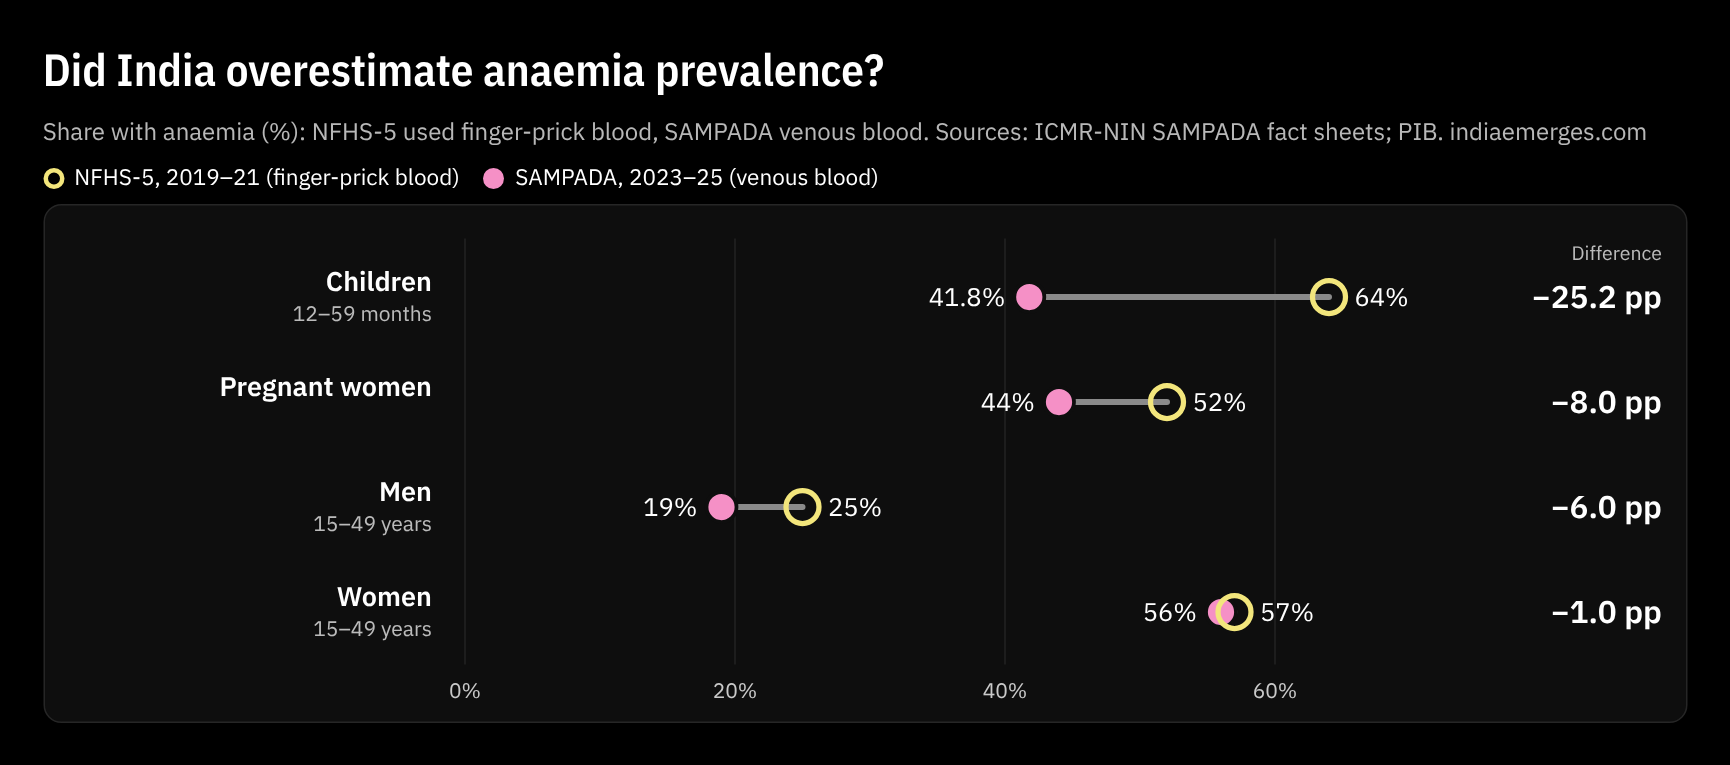 Did India overestimate anaemia prevalence?
Share with anaemia (%): NFHS-5 used finger-prick blood, SAMPADA venous blood. Sources: ICMR-NIN SAMPADA fact sheets; PIB. indiaemerges.com
NFHS-5, 2019–21 (finger-prick blood) SAMPADA, 2023–25 (venous blood)
Difference
Children 41.8% 64% −25.2 pp
12–59 months
Pregnant women 44% 52% −8.0 pp
Men 19% 25% −6.0 pp
15–49 years
Women 56% 57% −1.0 pp
15–49 years
0% 20% 40% 60%